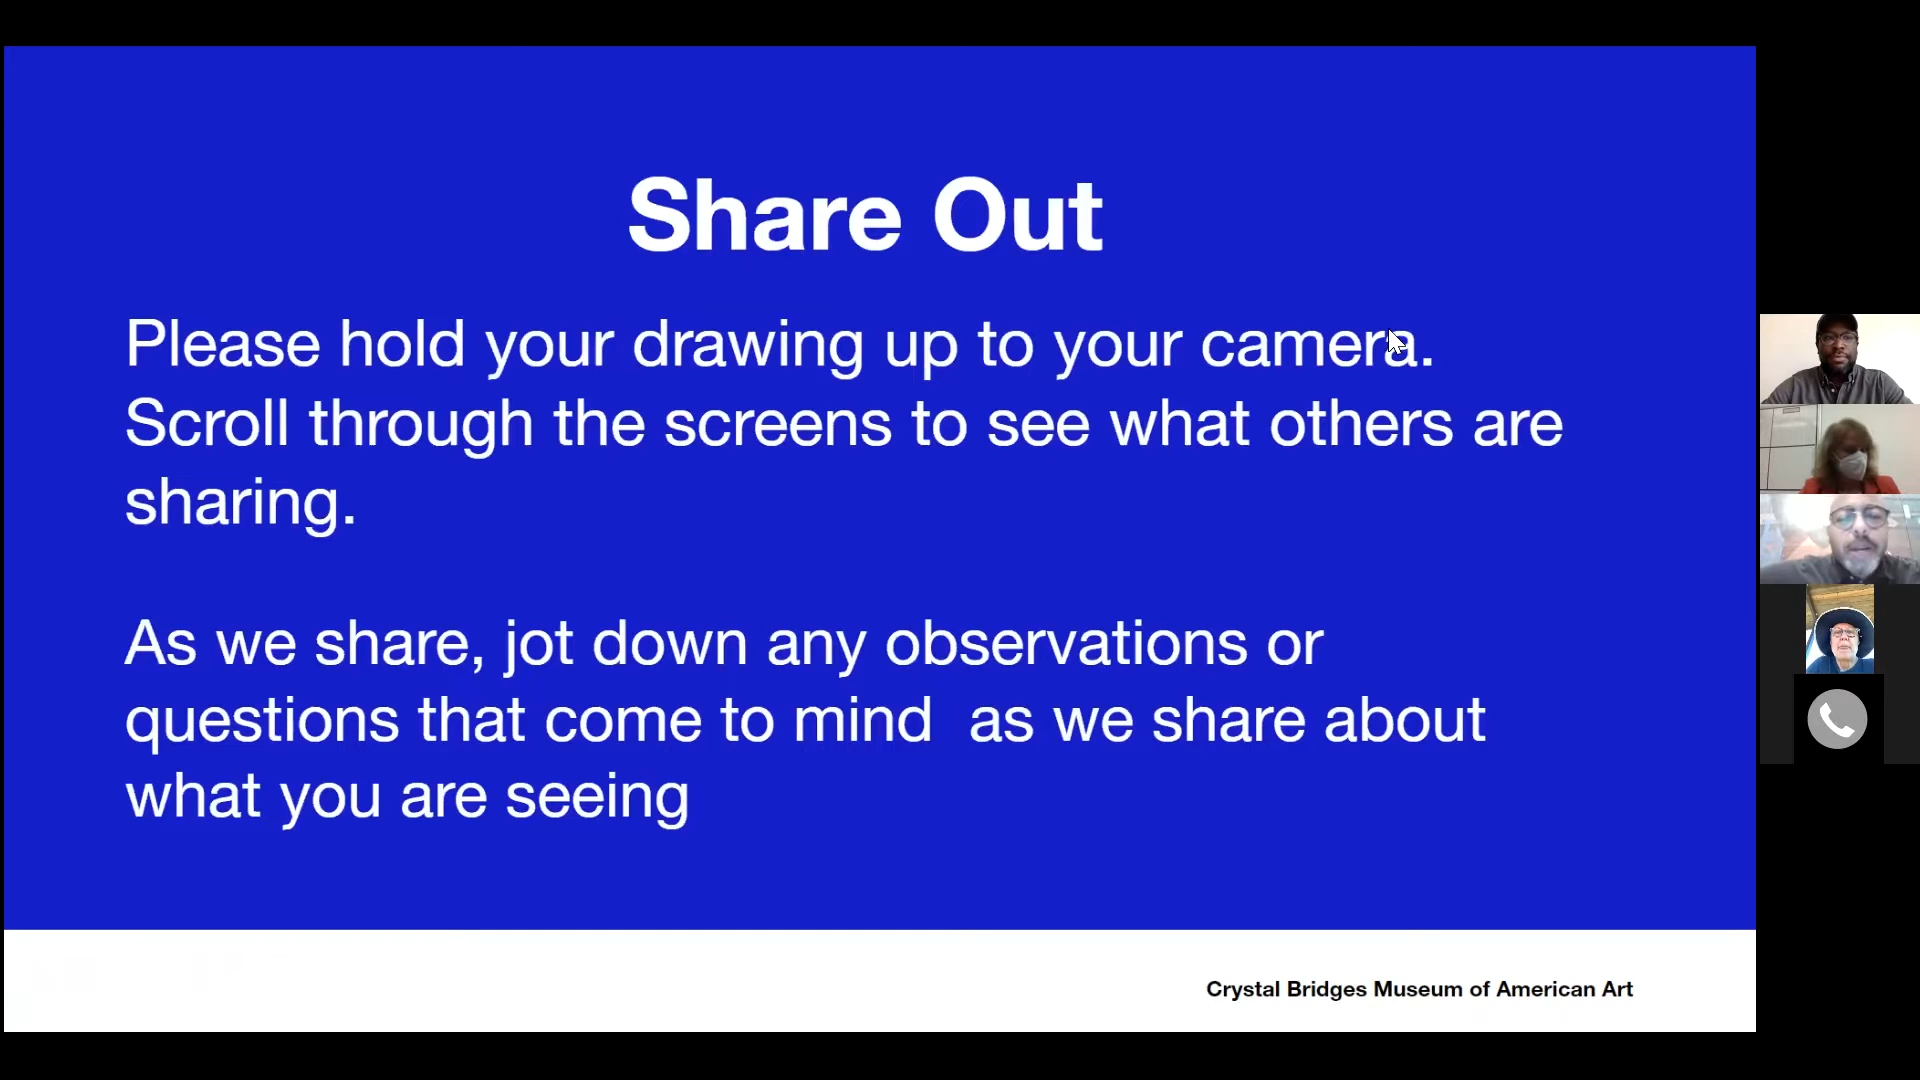 Share Out
Please hold your drawing up to your camera.
Scroll through the screens to see what others are
sharing.
As we share, jot down any observations or
questions that come to mind  as we share about
what you are seeing
Crystal Bridges Museum of American Art